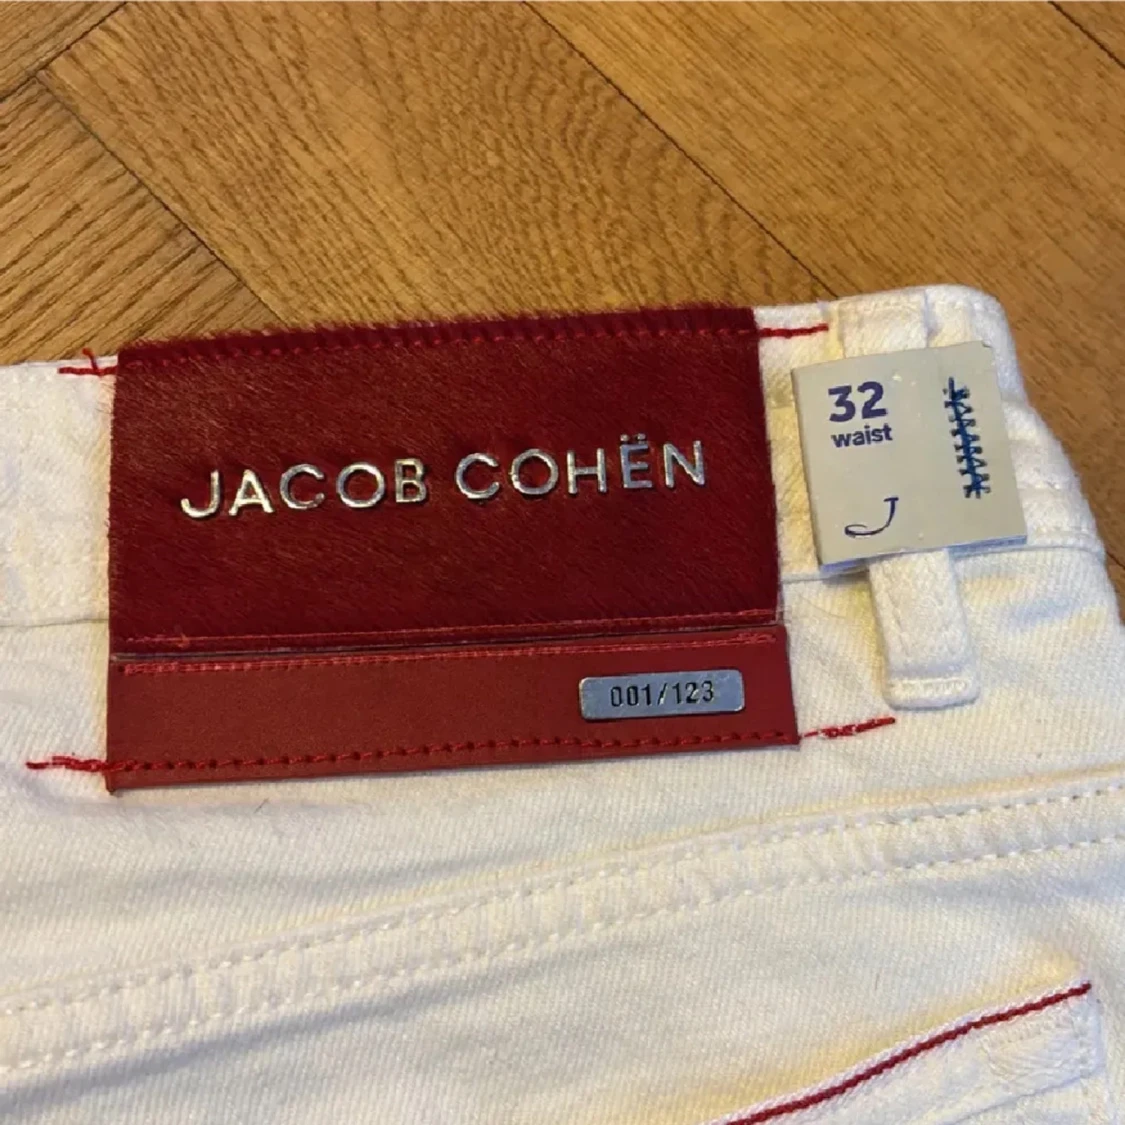 JACOB COHËN
32
waist
J
001/123